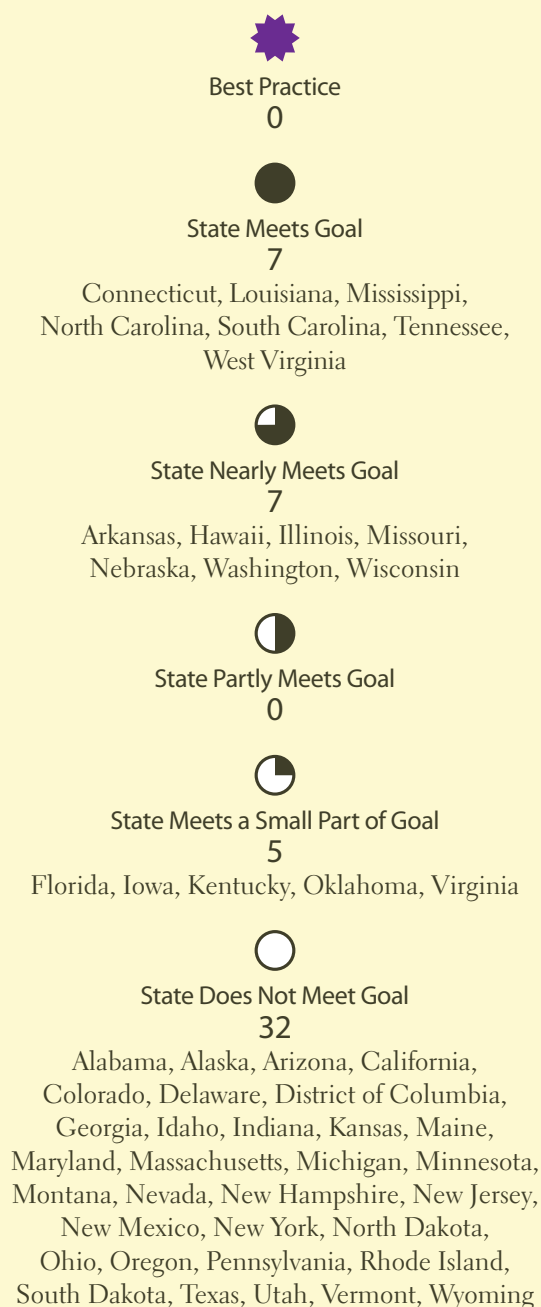 Best Practice
0
State Meets Goal
7
Connecticut, Louisiana, Mississippi,
North Carolina, South Carolina, Tennessee,
West Virginia
State Nearly Meets Goal
7
Arkansas, Hawaii, Illinois, Missouri,
Nebraska, Washington, Wisconsin
State Partly Meets Goal
0
State Meets a Small Part of Goal
5
Florida, Iowa, Kentucky, Oklahoma, Virginia
State Does Not Meet Goal
32
Alabama, Alaska, Arizona, California,
Colorado, Delaware, District of Columbia,
Georgia, Idaho, Indiana, Kansas, Maine,
Maryland, Massachusetts, Michigan, Minnesota,
Montana, Nevada, New Hampshire, New Jersey,
New Mexico, New York, North Dakota,
Ohio, Oregon, Pennsylvania, Rhode Island,
South Dakota, Texas, Utah, Vermont, Wyoming